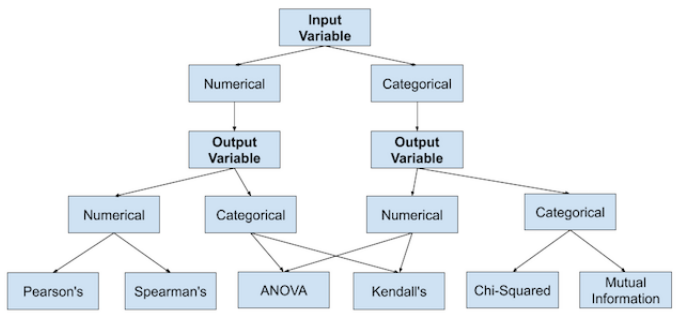 Input
Variable
Numerical
Categorical
Output
Variable
Output
Variable
Numerical
Categorical
Numerical
Categorical
Pearson's
Spearman's
ANOVA
Kendall's
Chi-Squared
Mutual
Information